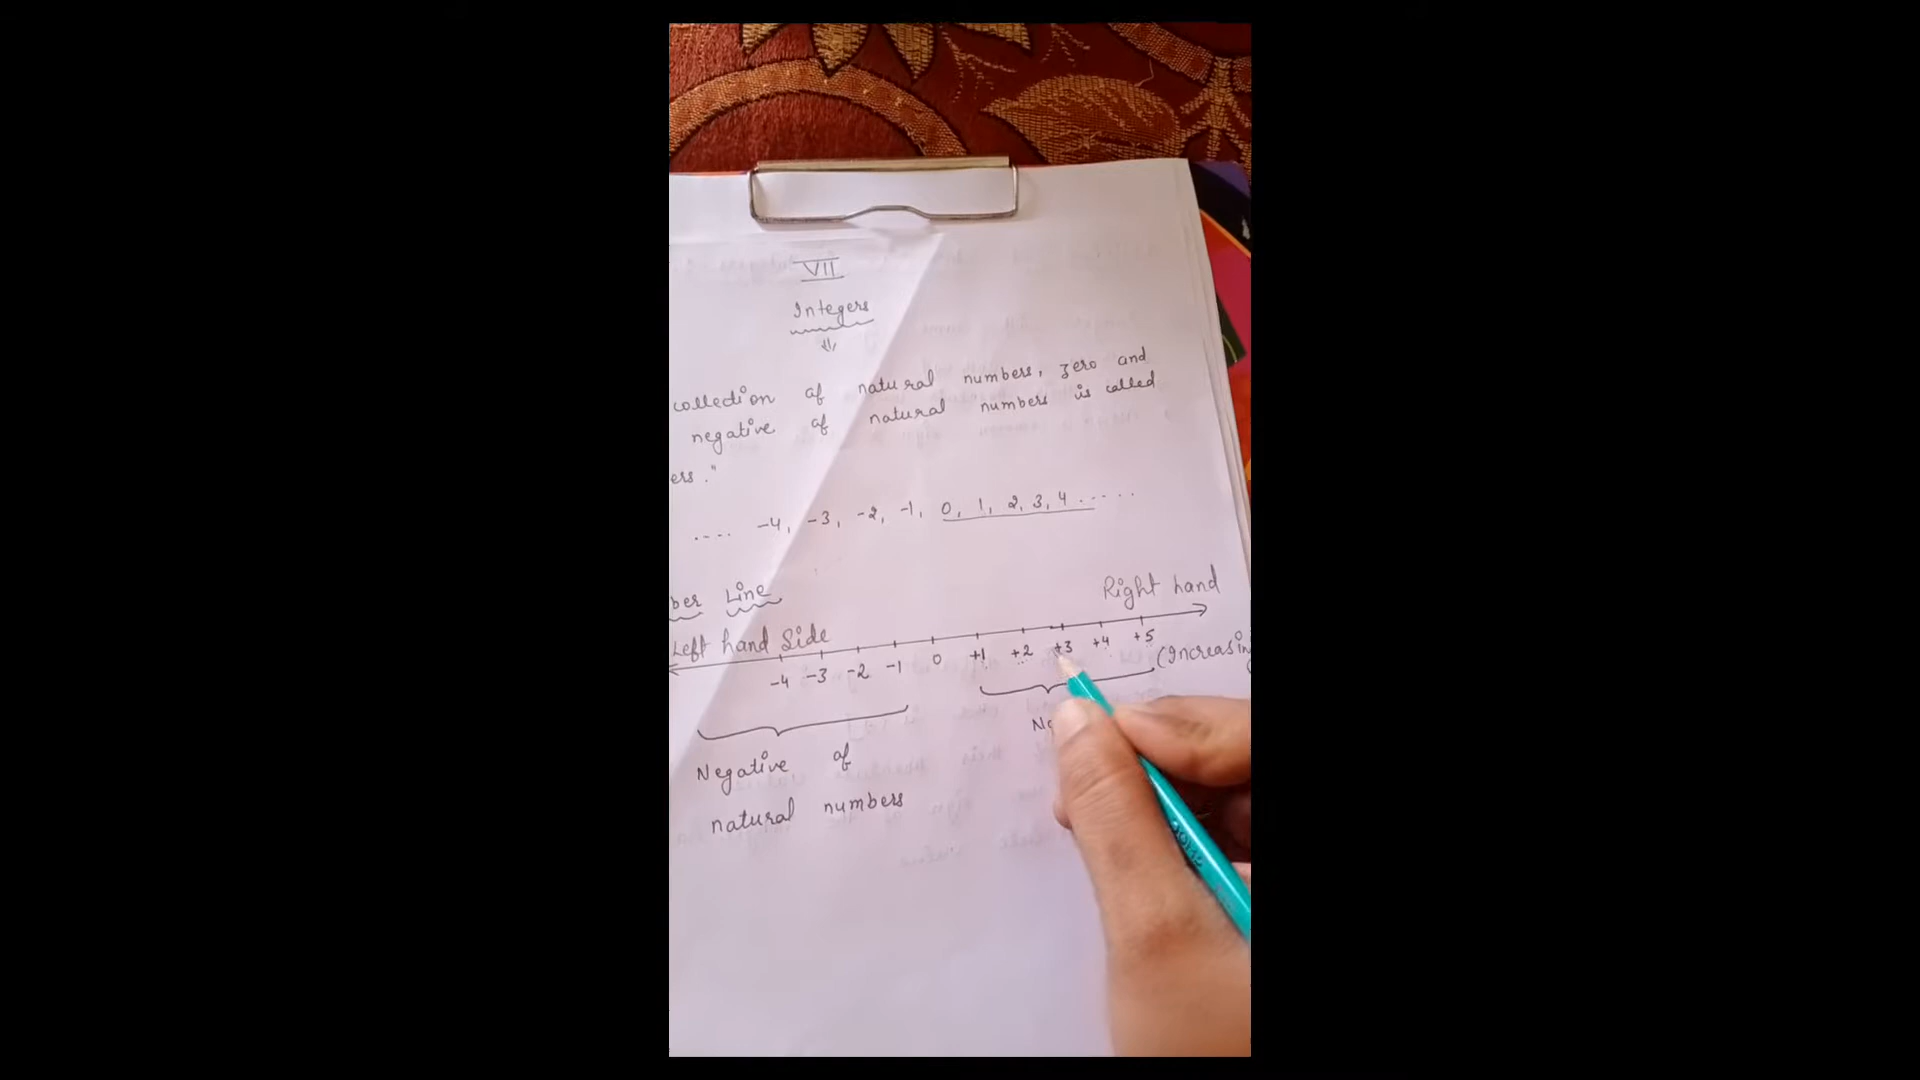 VII
Integers
collection of natural numbers, zero and
negative of natural numbers is called
ers."
.... -4, -3, -2, -1, 0, 1, 2, 3, 4 ......
ber Line
Right hand
Left hand Side
-4 -3 -2 -1 0 +1 +2 +3 +4 +5
(Increasin
Negative of
natural numbers